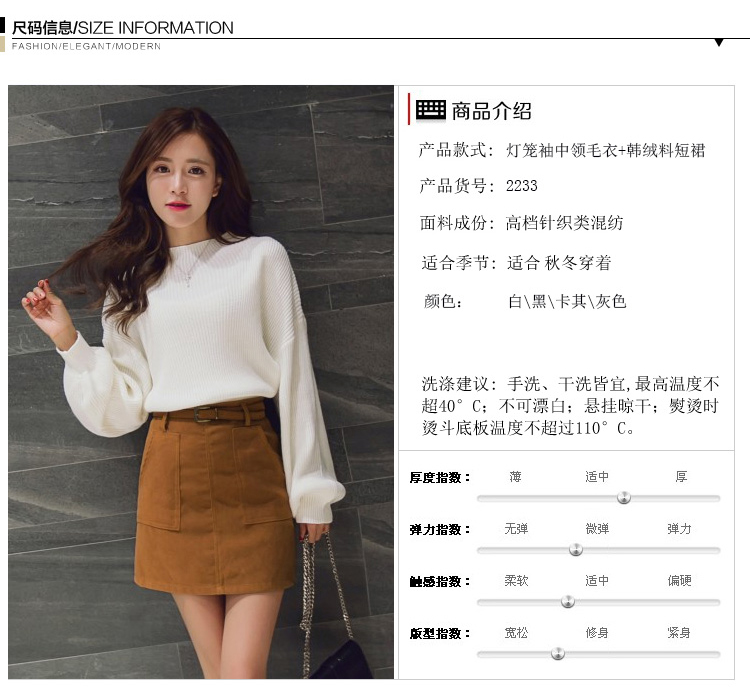 尺码信息/SIZE INFORMATION
FASHION/ELEGANT/MODERN
商品介绍
产品款式: 灯笼袖中领毛衣+韩绒料短裙
产品货号: 2233
面料成份: 高档针织类混纺
适合季节: 适合 秋冬穿着
颜色: 白\黑\卡其\灰色
洗涤建议: 手洗、干洗皆宜,最高温度不
超40°C; 不可漂白; 悬挂晾干; 熨烫时
烫斗底板温度不超过110°C。
厚度指数: 薄 适中 厚
弹力指数: 无弹 微弹 弹力
触感指数: 柔软 适中 偏硬
版型指数: 宽松 修身 紧身